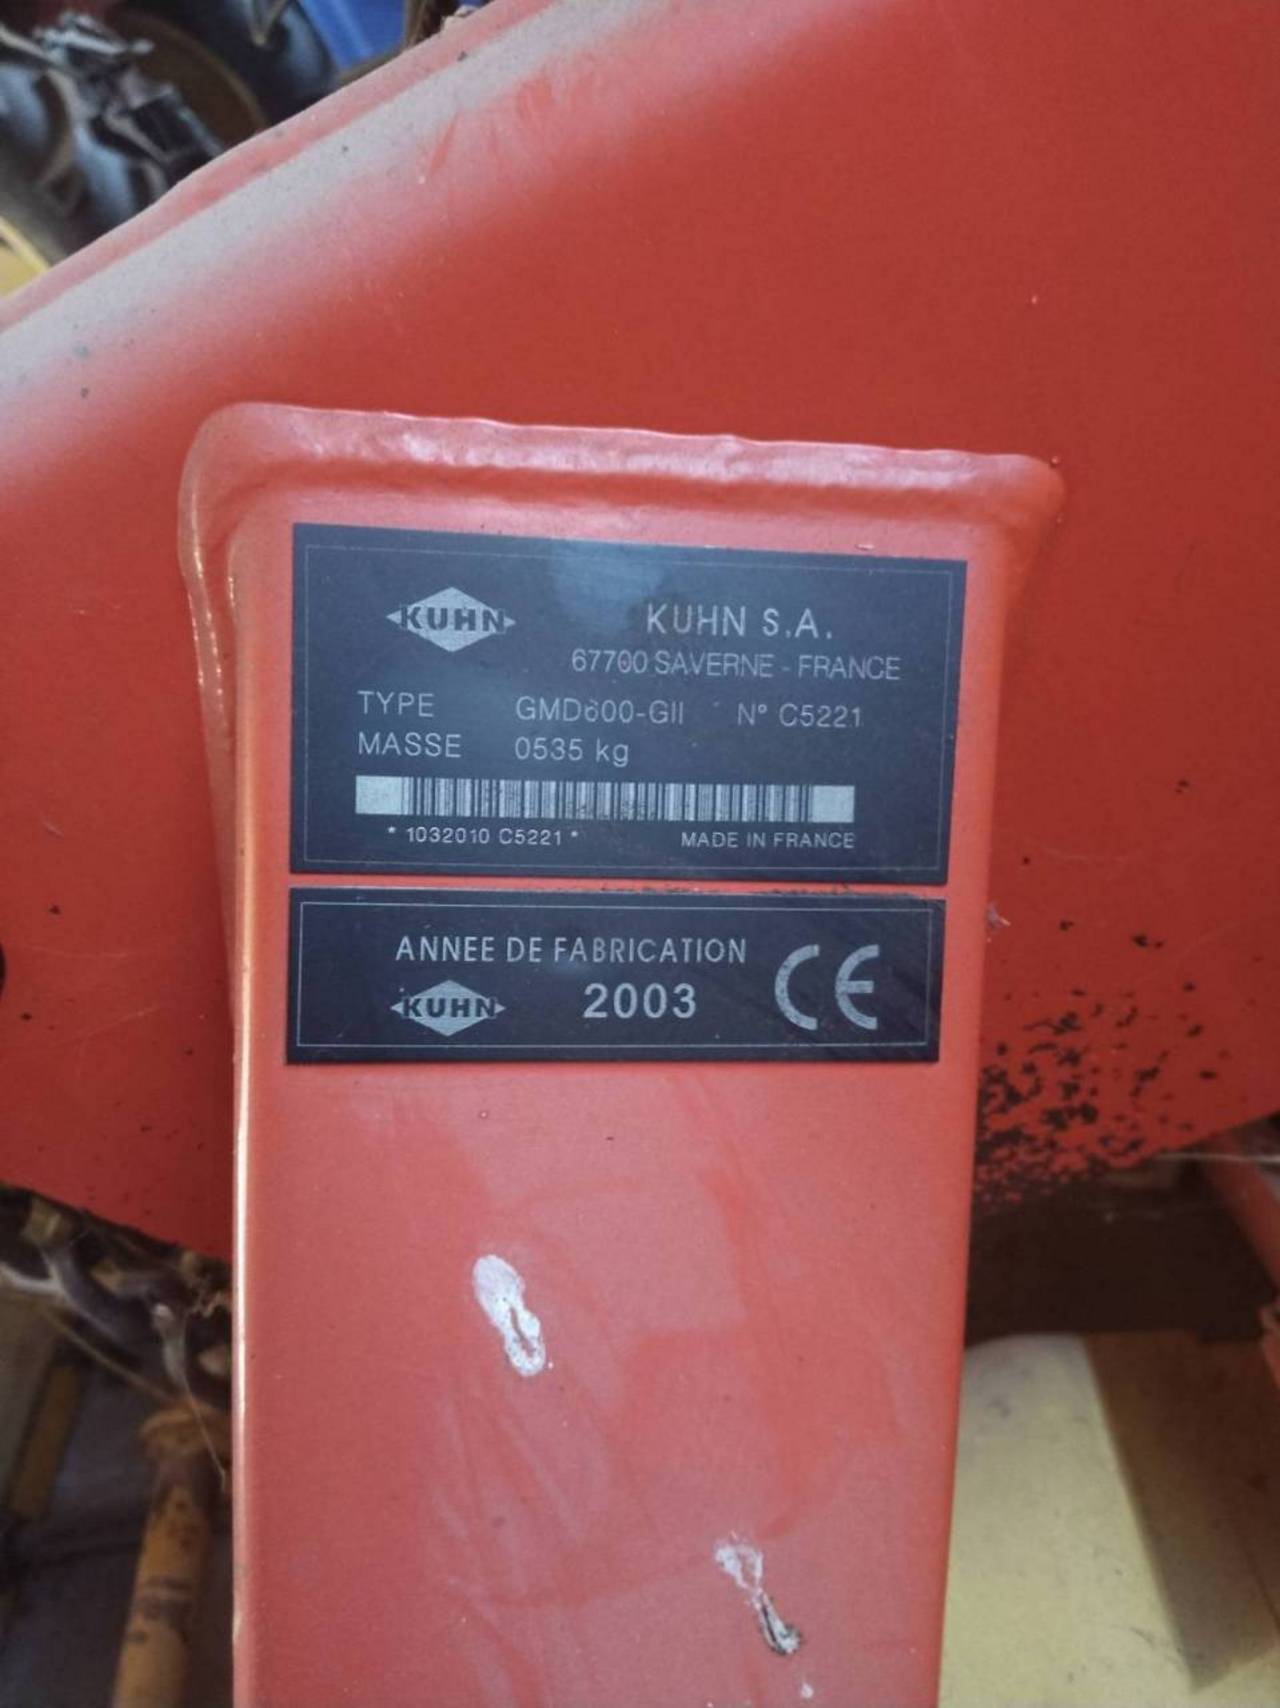 KUHN
KUHN S.A.
67700 SAVERNE - FRANCE
TYPE GMD600-GII N° C5221
MASSE 0535 kg
* 1032010 C5221 * MADE IN FRANCE
ANNEE DE FABRICATION
KUHN 2003 CE